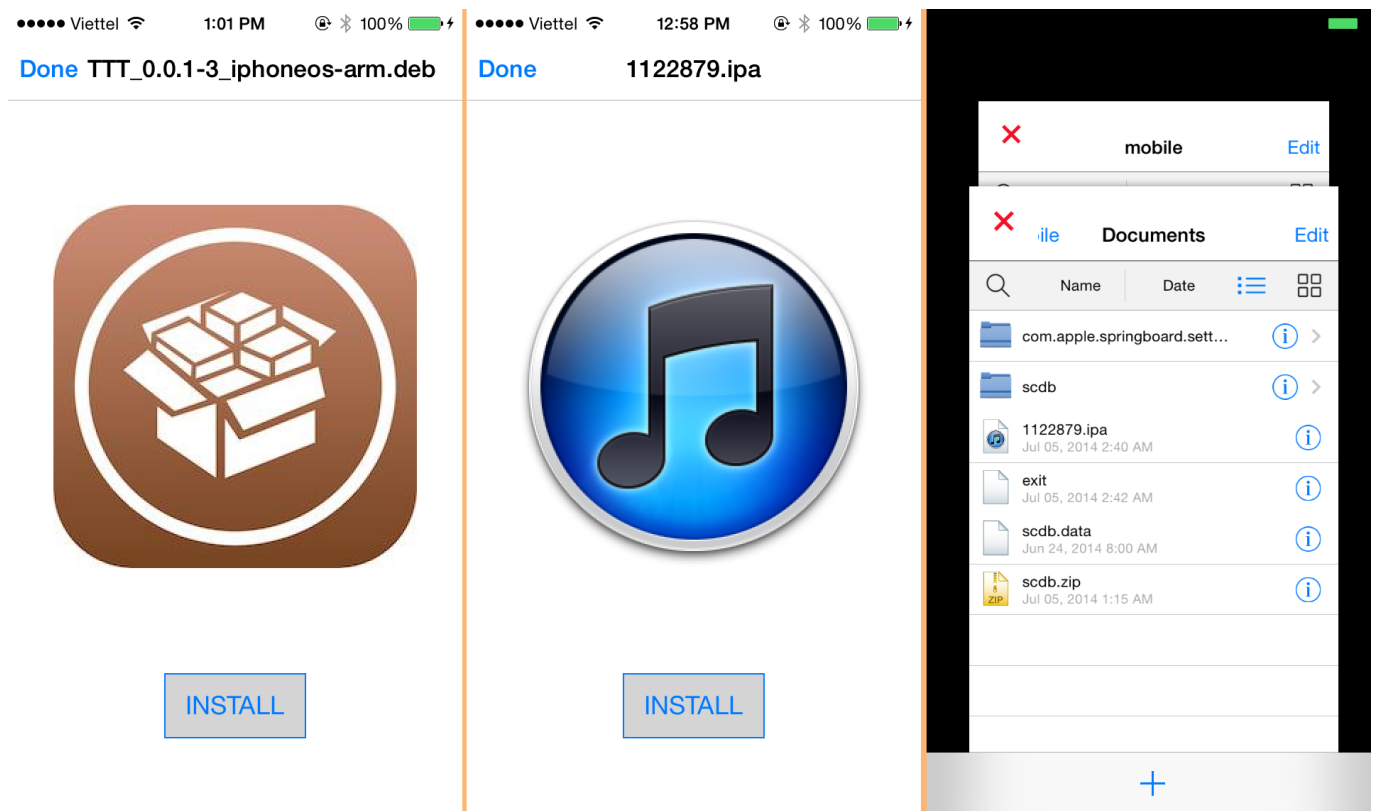 Viettel 1:01 PM 100%
Done TTT_0.0.1-3_iphoneos-arm.deb
INSTALL
Viettel 12:58 PM 100%
Done 1122879.ipa
INSTALL
mobile Edit
ile Documents Edit
Name Date
com.apple.springboard.sett...
scdb
1122879.ipa
Jul 05, 2014 2:40 AM
exit
Jul 05, 2014 2:42 AM
scdb.data
Jun 24, 2014 8:00 AM
scdb.zip
Jul 05, 2014 1:15 AM
ZIP